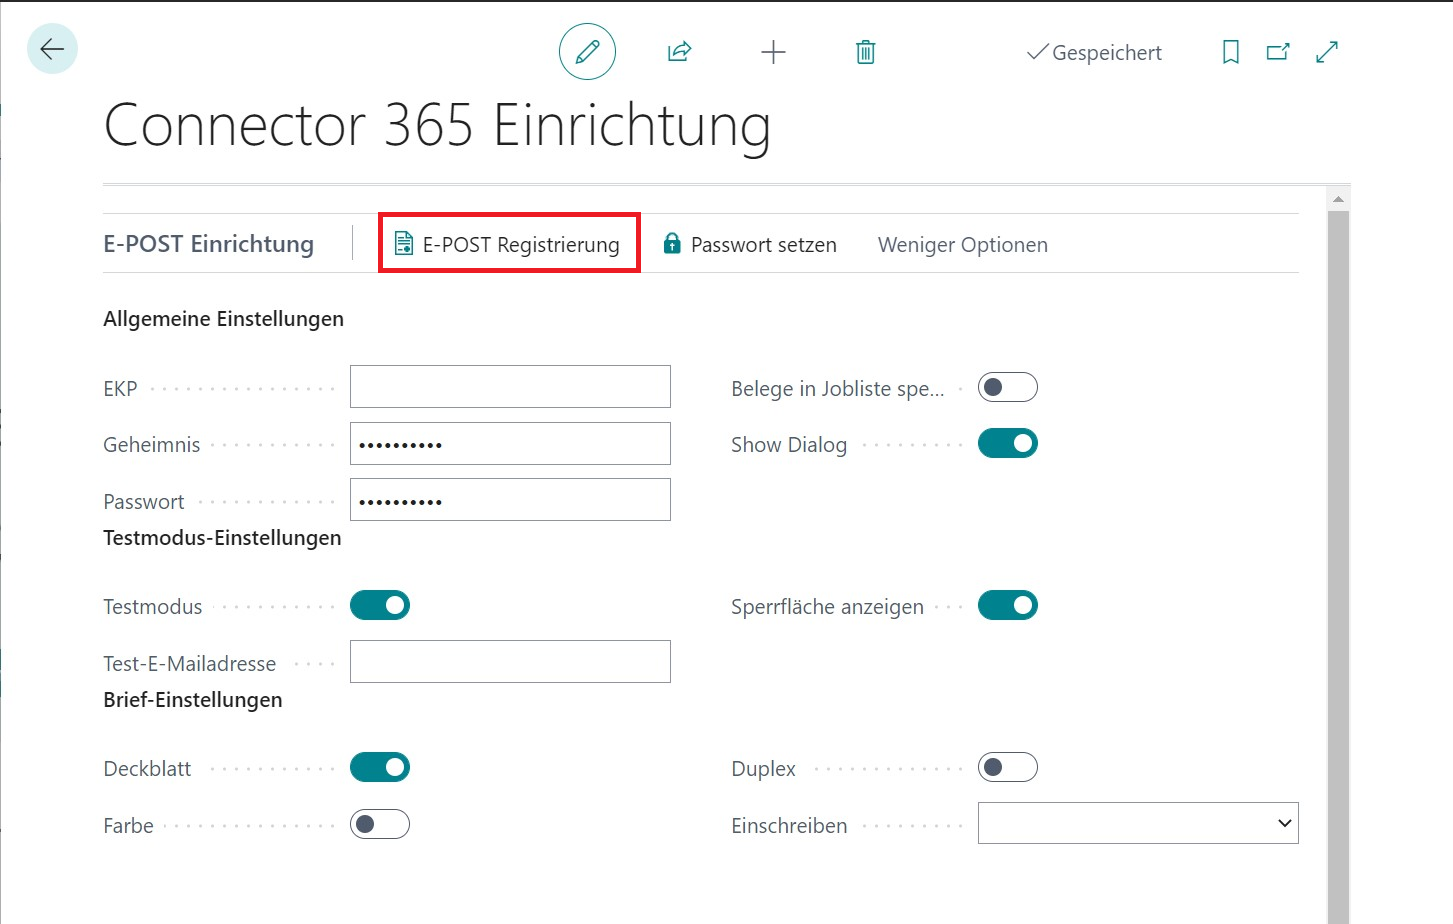 Gespeichert
Connector 365 Einrichtung
E-POST Einrichtung
E-POST Registrierung
Passwort setzen
Weniger Optionen
Allgemeine Einstellungen
EKP
Belege in Jobliste spe...
Geheimnis ••••••••••
Show Dialog
Passwort ••••••••••
Testmodus-Einstellungen
Testmodus
Sperrfläche anzeigen
Test-E-Mailadresse
Brief-Einstellungen
Deckblatt
Duplex
Farbe
Einschreiben